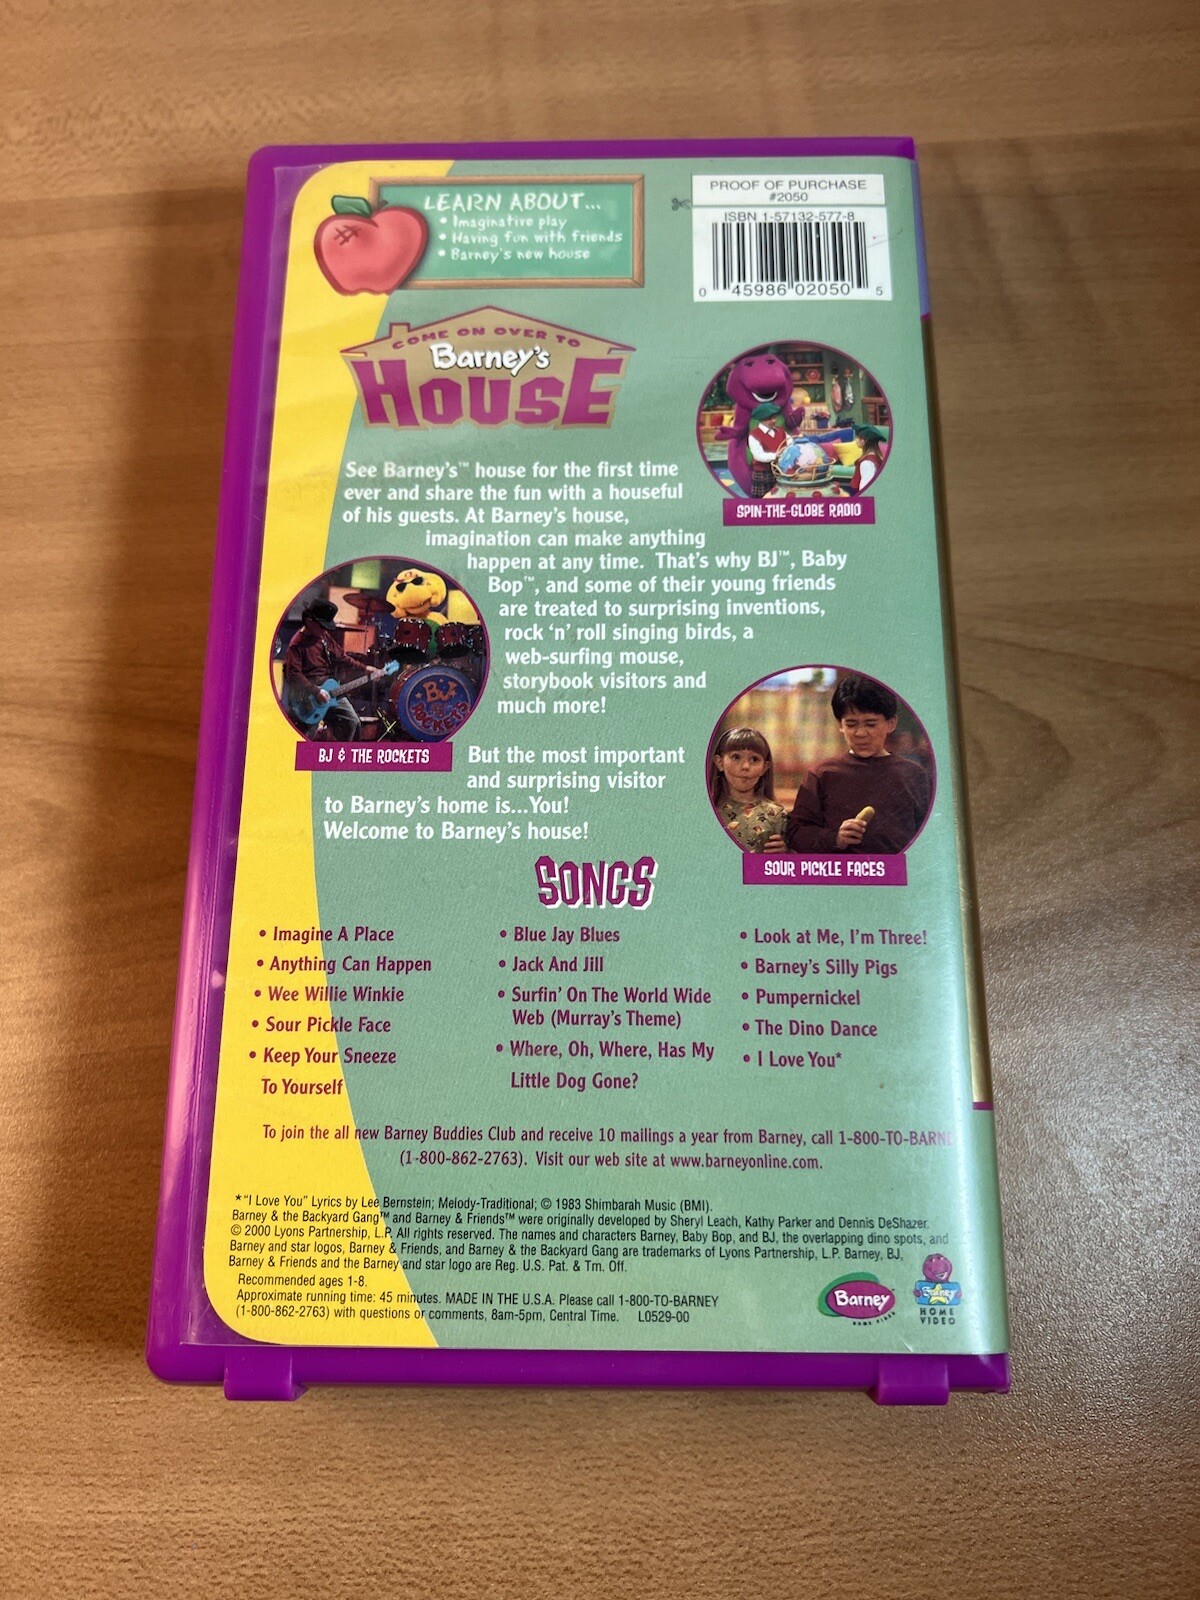 LEARN ABOUT...
• Imaginative play
• Having fun with friends
• Barney's new house
PROOF OF PURCHASE
#2050
ISBN 1-57132-577-8
0 45986 02050 5
COME ON OVER TO
Barney's
HOUSE
SPIN-THE-GLOBE RADIO
See Barney's™ house for the first time
ever and share the fun with a houseful
of his guests. At Barney's house,
imagination can make anything
happen at any time. That's why BJ™, Baby
Bop™, and some of their young friends
are treated to surprising inventions,
rock 'n' roll singing birds, a
web-surfing mouse,
storybook visitors and
much more!
BJ & THE ROCKETS
BJ & THE ROCKETS
But the most important
and surprising visitor
to Barney's home is...You!
Welcome to Barney's house!
SOUR PICKLE FACES
SONGS
• Imagine A Place
• Anything Can Happen
• Wee Willie Winkie
• Sour Pickle Face
• Keep Your Sneeze
To Yourself
• Blue Jay Blues
• Jack And Jill
• Surfin' On The World Wide
Web (Murray's Theme)
• Where, Oh, Where, Has My
Little Dog Gone?
• Look at Me, I'm Three!
• Barney's Silly Pigs
• Pumpernickel
• The Dino Dance
• I Love You*
To join the all new Barney Buddies Club and receive 10 mailings a year from Barney, call 1-800-TO-BARNE
(1-800-862-2763). Visit our web site at www.barneyonline.com.
*"I Love You" Lyrics by Lee Bernstein; Melody-Traditional; © 1983 Shimbarah Music (BMI).
Barney & the Backyard Gang™ and Barney & Friends™ were originally developed by Sheryl Leach, Kathy Parker and Dennis DeShazer.
© 2000 Lyons Partnership, L.P. All rights reserved. The names and characters Barney, Baby Bop, and BJ, the overlapping dino spots, and
Barney and star logos, Barney & Friends, and Barney & the Backyard Gang are trademarks of Lyons Partnership, L.P. Barney, BJ,
Barney & Friends and the Barney and star logo are Reg. U.S. Pat. & Tm. Off.
Recommended ages 1-8.
Approximate running time: 45 minutes. MADE IN THE U.S.A. Please call 1-800-TO-BARNEY
(1-800-862-2763) with questions or comments, 8am-5pm, Central Time. L0529-00
Barney
HOME VIDEO
Barney
HOME
VIDEO